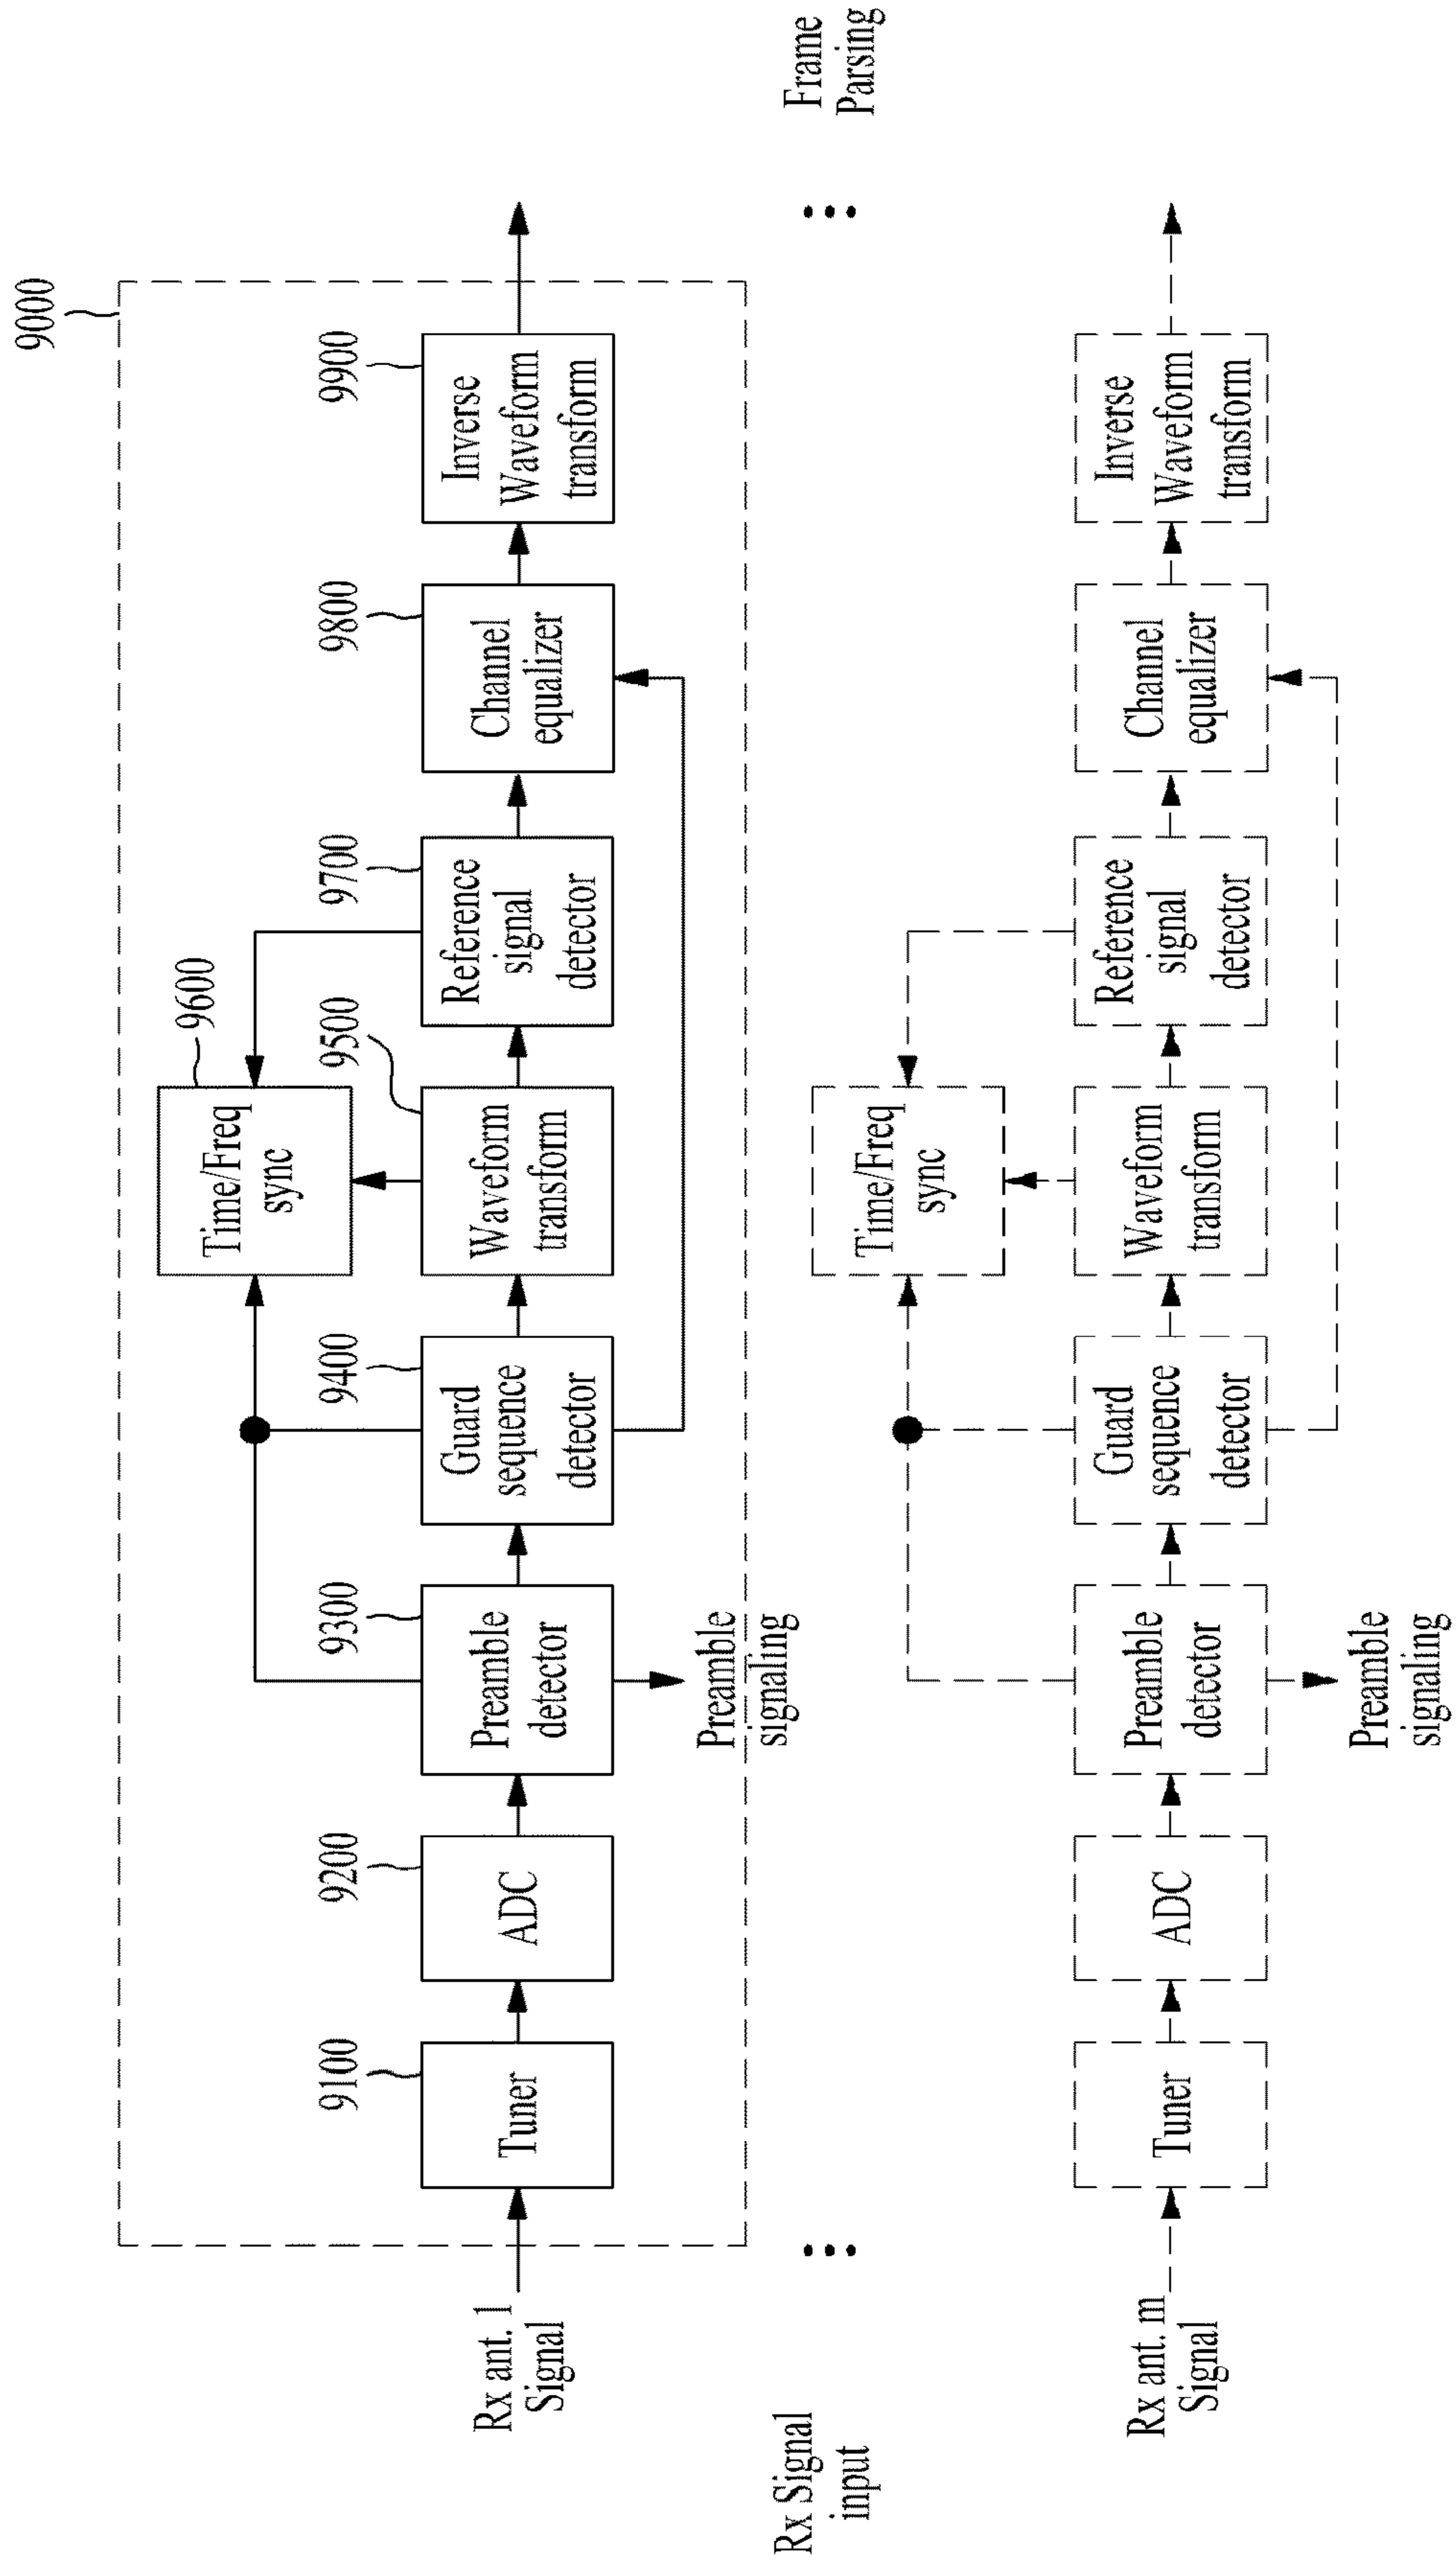 9000
9600
9100
9200
9300
9400
9500
9700
9800
9900
Time/Freq
sync
Rx ant. 1
Signal
Tuner
ADC
Preamble
detector
Guard
sequence
detector
Waveform
transform
Reference
signal
detector
Channel
equalizer
Inverse
Waveform
transform
Preamble
signaling
Rx Signal
input
Frame
Parsing
Time/Freq
sync
Rx ant. m
Signal
Tuner
ADC
Preamble
detector
Guard
sequence
detector
Waveform
transform
Reference
signal
detector
Channel
equalizer
Inverse
Waveform
transform
Preamble
signaling